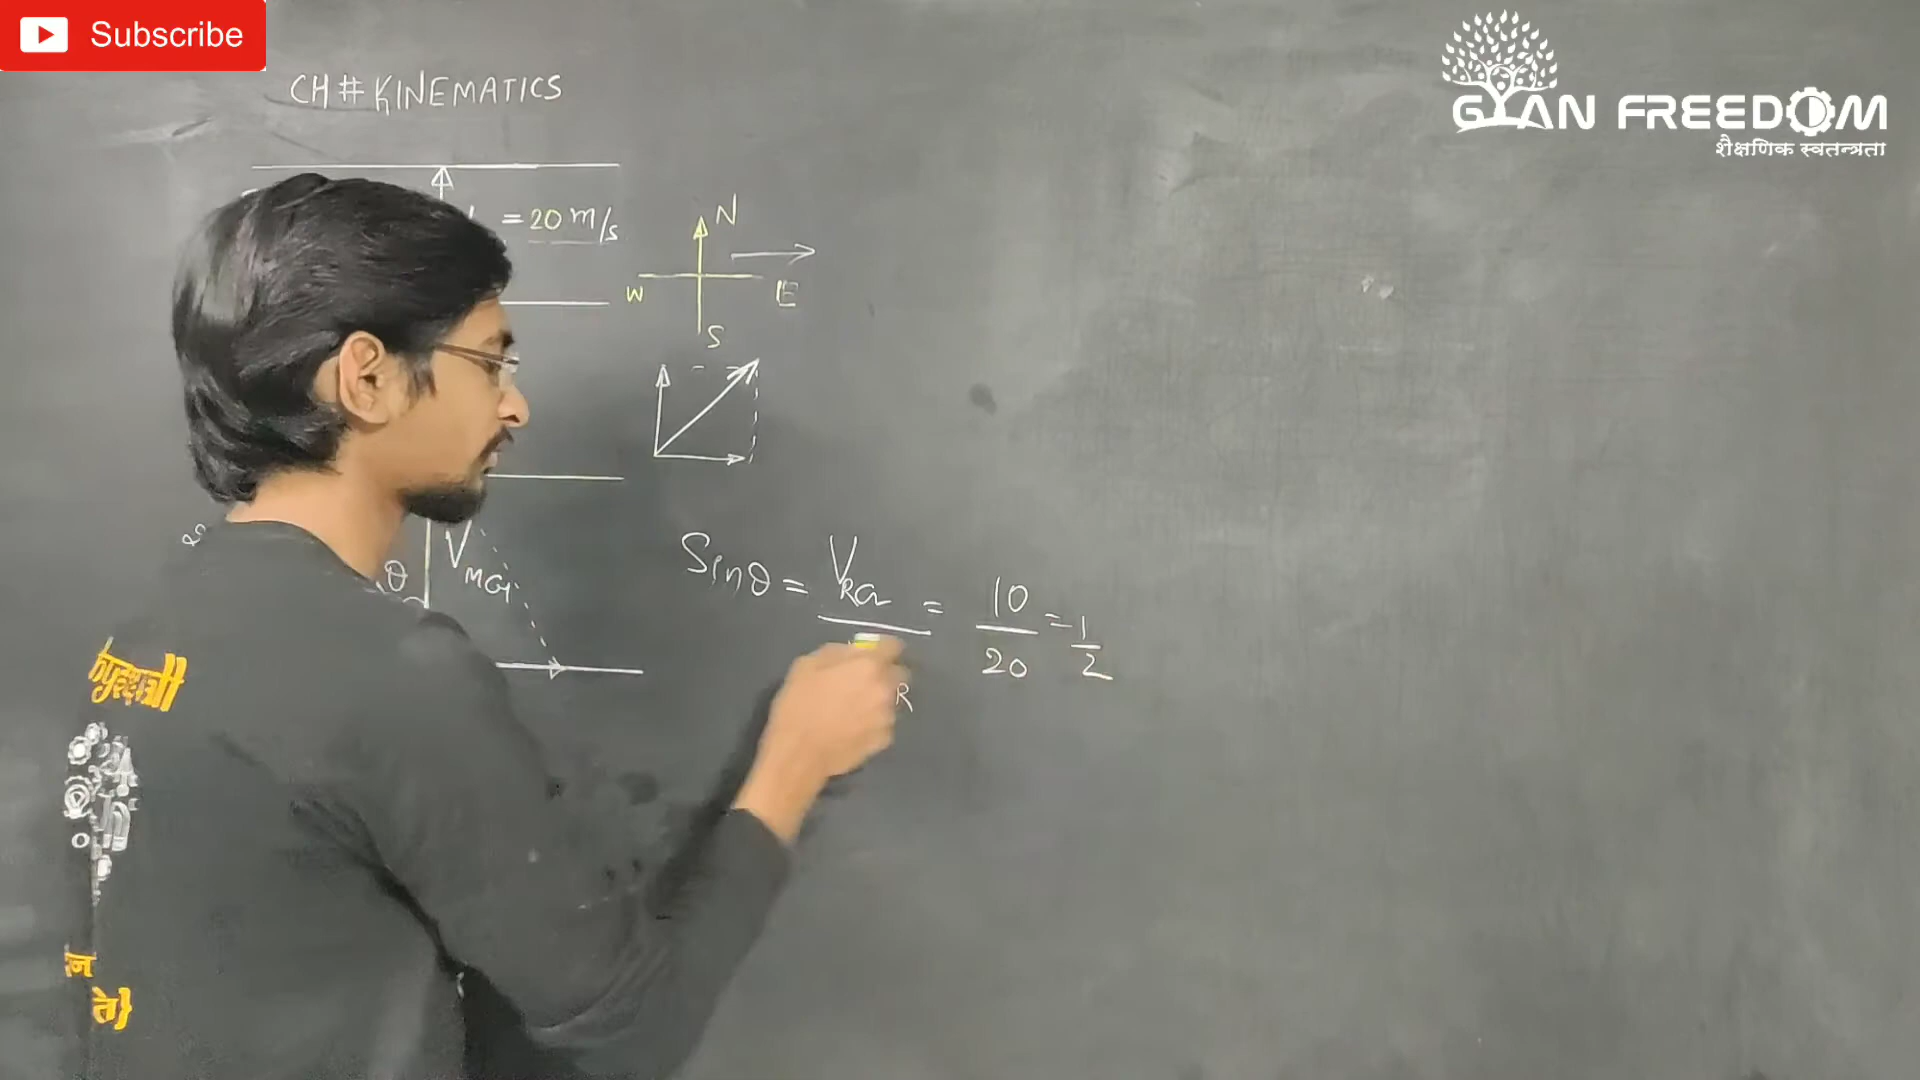 Subscribe
GYAN FREEDOM
शैक्षणिक स्वतन्त्रता
CH # KINEMATICS
= 20 m/s
N
W
E
S
θ
V_MG
Sinθ = V_RG / R = 10/20 = 1/2